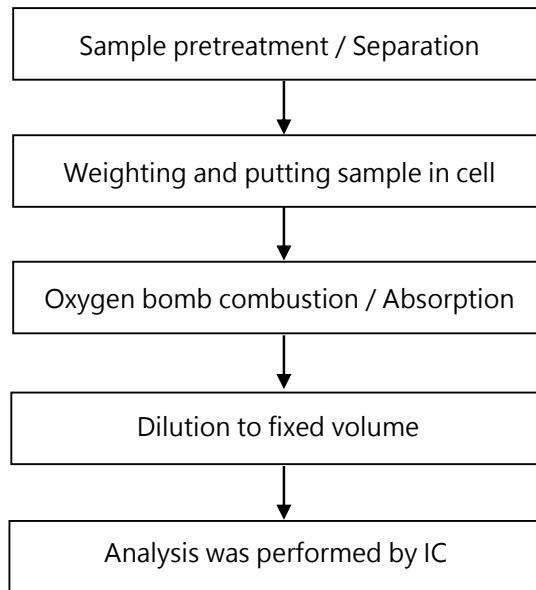 Sample pretreatment / Separation
Weighting and putting sample in cell
Oxygen bomb combustion / Absorption
Dilution to fixed volume
Analysis was performed by IC